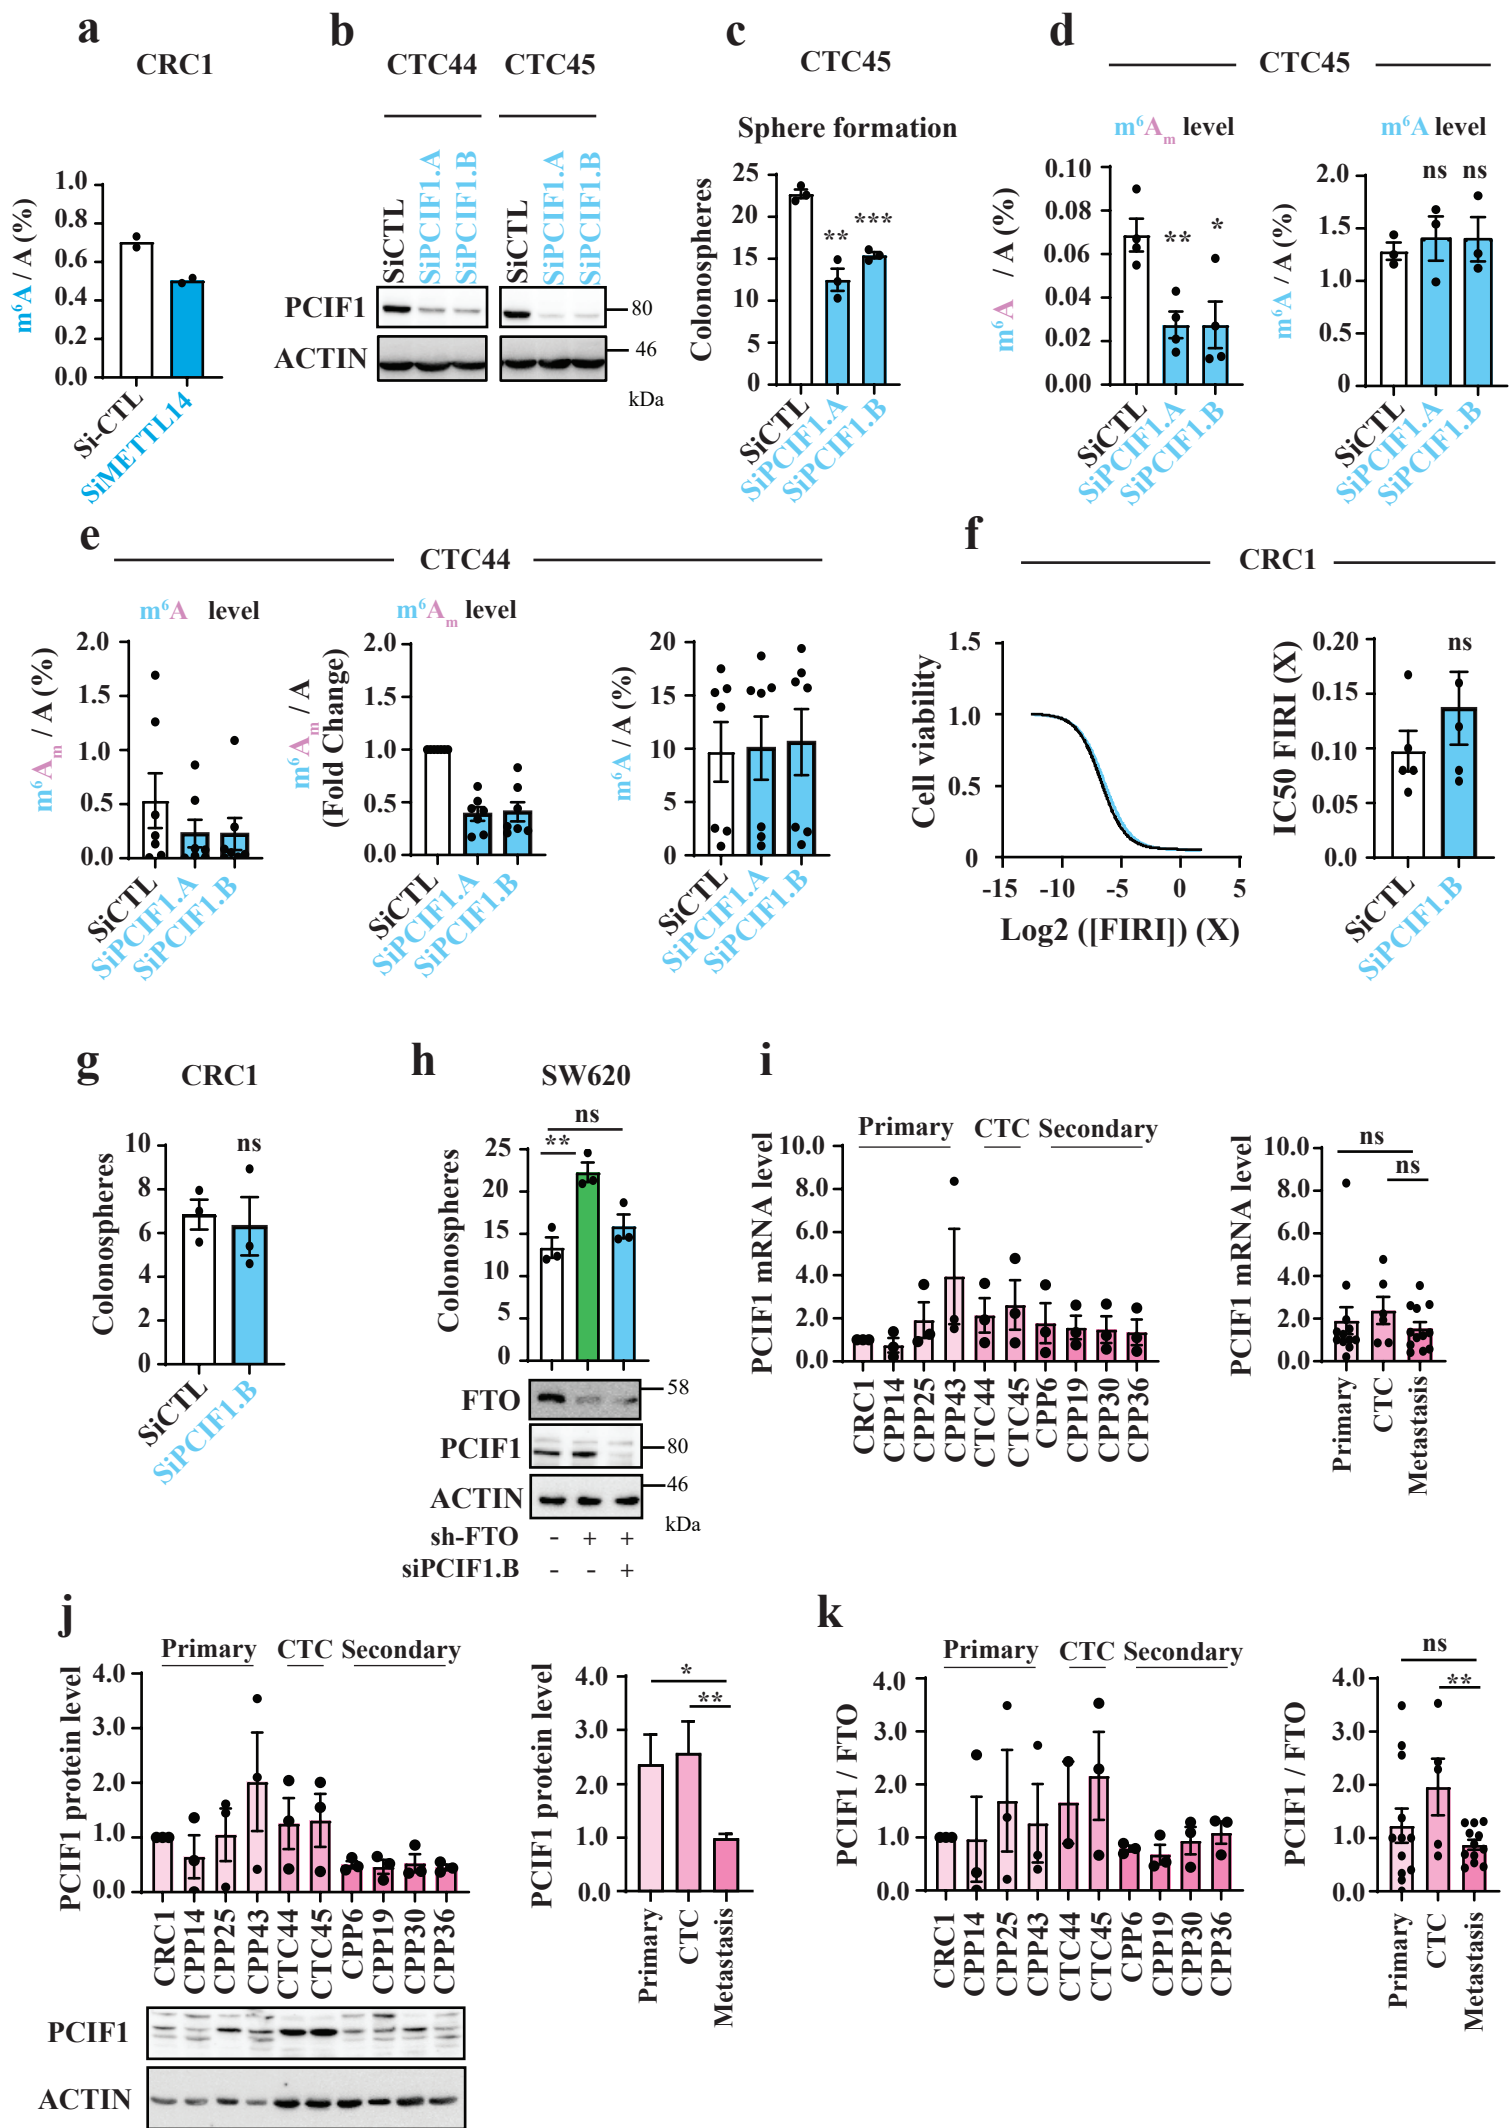 a
CRC1
m⁶A / A (%)
1.0
0.8
0.6
0.4
0.2
0.0
Si-CTL
SiMETTL14
b
CTC44 CTC45
SiCTL SiPCIF1.A SiPCIF1.B SiCTL SiPCIF1.A SiPCIF1.B
PCIF1 80
ACTIN 46
kDa
c
CTC45
Sphere formation
Colonospheres
25
20
15
10
5
0
** ***
SiCTL
SiPCIF1.A
SiPCIF1.B
d
CTC45
m⁶Aₘ level
m⁶A / A (%)
0.10
0.08
0.06
0.04
0.02
0.00
** *
SiCTL
SiPCIF1.A
SiPCIF1.B
m⁶A level
m⁶A / A (%)
2.0
1.5
1.0
0.5
0
ns ns
SiCTL
SiPCIF1.A
SiPCIF1.B
e
CTC44
m⁶A level
m⁶Aₘ / A (%)
2.0
1.5
1.0
0.5
0.0
SiCTL
SiPCIF1.A
SiPCIF1.B
m⁶Aₘ level
m⁶Aₘ / A
(Fold Change)
2.0
1.5
1.0
0.50
0.0
SiCTL
SiPCIF1.A
SiPCIF1.B
m⁶A / A (%)
20
15
10
5
0
SiCTL
SiPCIF1.A
SiPCIF1.B
f
CRC1
Cell viability
1.5
1.0
0.5
0
-15 -10 -5 0 5
Log2 ([FIRI]) (X)
IC50 FIRI (X)
0.20
0.15
0.10
0.05
0.0
ns
SiCTL
SiPCIF1.B
g
CRC1
Colonospheres
10
8
6
4
2
0
ns
SiCTL
SiPCIF1.B
h
SW620
ns
**
Colonospheres
25
20
15
10
5
0
FTO 58
PCIF1 80
ACTIN 46
kDa
sh-FTO - + +
siPCIF1.B - - +
i
Primary CTC Secondary
PCIF1 mRNA level
10.0
8.0
6.0
4.0
2.0
0.0
CRC1 CPP14 CPP25 CPP43 CTC44 CTC45 CPP6 CPP19 CPP30 CPP36
PCIF1 mRNA level
10.0
8.0
6.0
4.0
2.0
0.0
ns
ns
Primary CTC Metastasis
j
Primary CTC Secondary
PCIF1 protein level
4.0
3.0
2.0
1.0
0.0
CRC1 CPP14 CPP25 CPP43 CTC44 CTC45 CPP6 CPP19 CPP30 CPP36
PCIF1
ACTIN
PCIF1 protein level
4.0
3.0
2.0
1.0
0.0
*
**
Primary CTC Metastasis
k
Primary CTC Secondary
PCIF1 / FTO
4.0
3.0
2.0
1.0
0.0
CRC1 CPP14 CPP25 CPP43 CTC44 CTC45 CPP6 CPP19 CPP30 CPP36
PCIF1 / FTO
4.0
3.0
2.0
1.0
0.0
ns
**
Primary CTC Metastasis